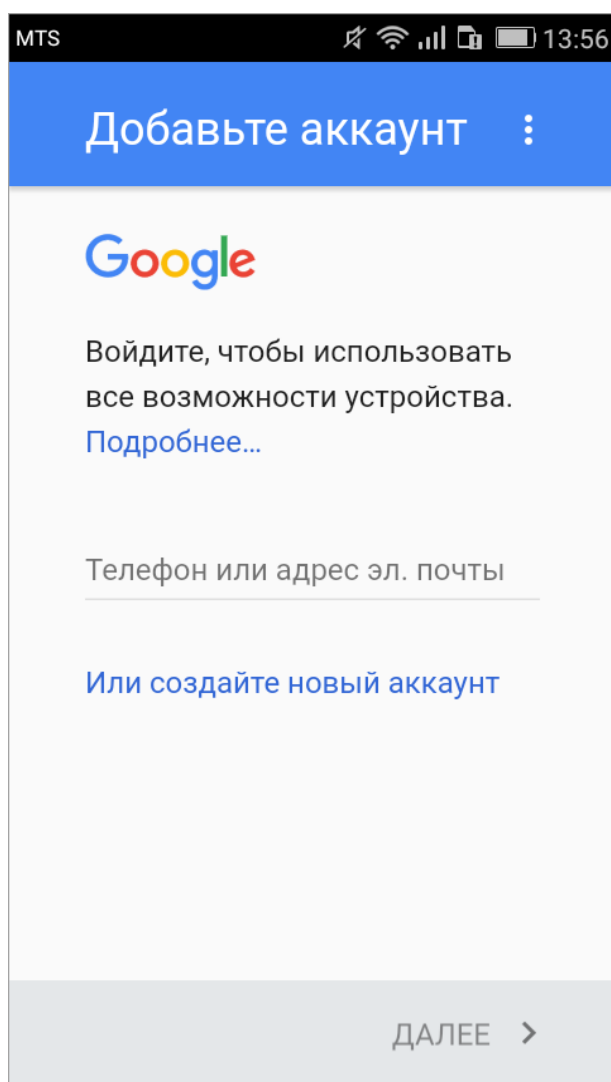 MTS 13:56
Добавьте аккаунт
Google
Войдите, чтобы использовать
все возможности устройства.
Подробнее...
Телефон или адрес эл. почты
Или создайте новый аккаунт
ДАЛЕЕ